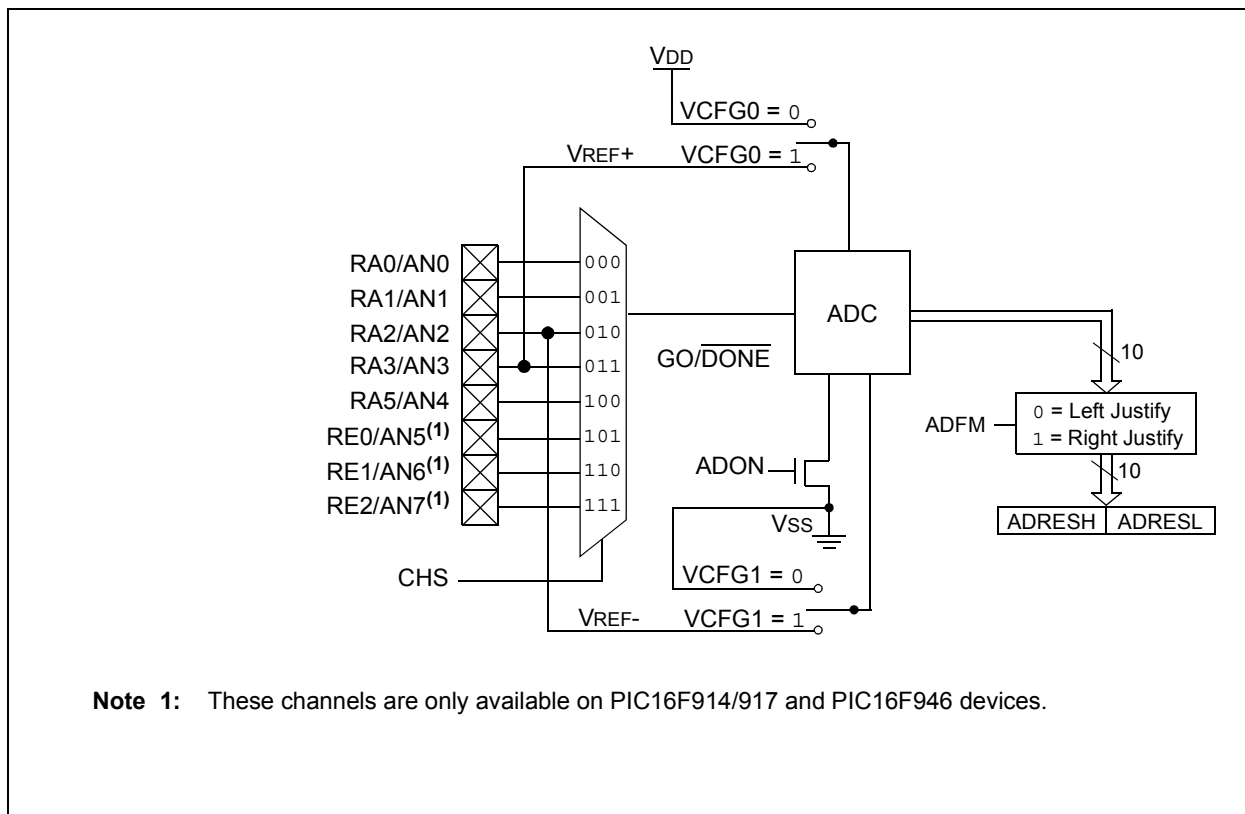 VDD
VCFG0 = 0
VREF+
VCFG0 = 1
RA0/AN0
000
RA1/AN1
001
RA2/AN2
010
RA3/AN3
011
RA5/AN4
100
RE0/AN5(1)
101
RE1/AN6(1)
110
RE2/AN7(1)
111
CHS
ADC
GO/DONE
10
ADFM
0 = Left Justify
1 = Right Justify
10
ADRESH
ADRESL
ADON
VSS
VCFG1 = 0
VREF-
VCFG1 = 1
Note 1: These channels are only available on PIC16F914/917 and PIC16F946 devices.